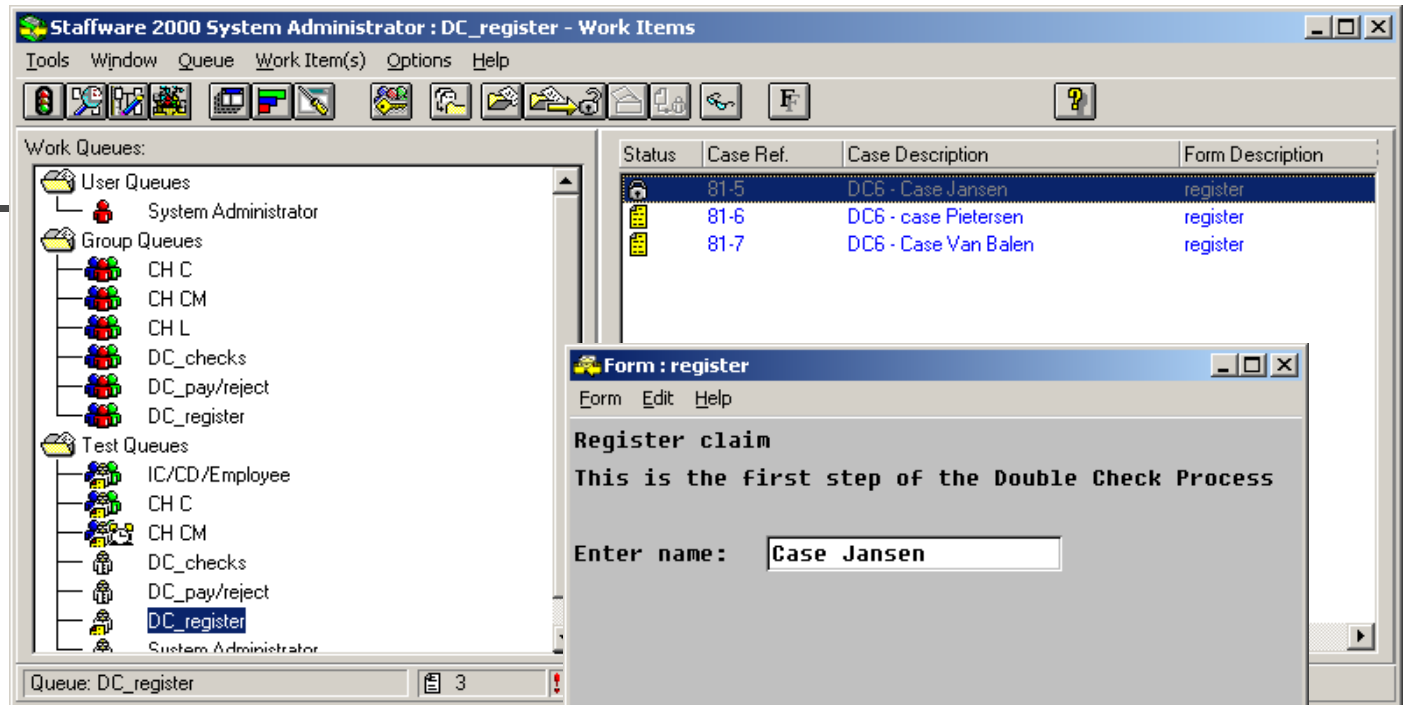 Staffware 2000 System Administrator : DC_register - Work Items
Tools Window Queue Work Item(s) Options Help
Work Queues:
User Queues
System Administrator
Group Queues
CH C
CH CM
CH L
DC_checks
DC_pay/reject
DC_register
Test Queues
IC/CD/Employee
CH C
CH CM
DC_checks
DC_pay/reject
DC_register
System Administrator
Queue: DC_register 3
Status Case Ref. Case Description Form Description
81-5 DC6 - Case Jansen register
81-6 DC6 - case Pietersen register
81-7 DC6 - Case Van Balen register
Form : register
Form Edit Help
Register claim
This is the first step of the Double Check Process
Enter name: Case Jansen